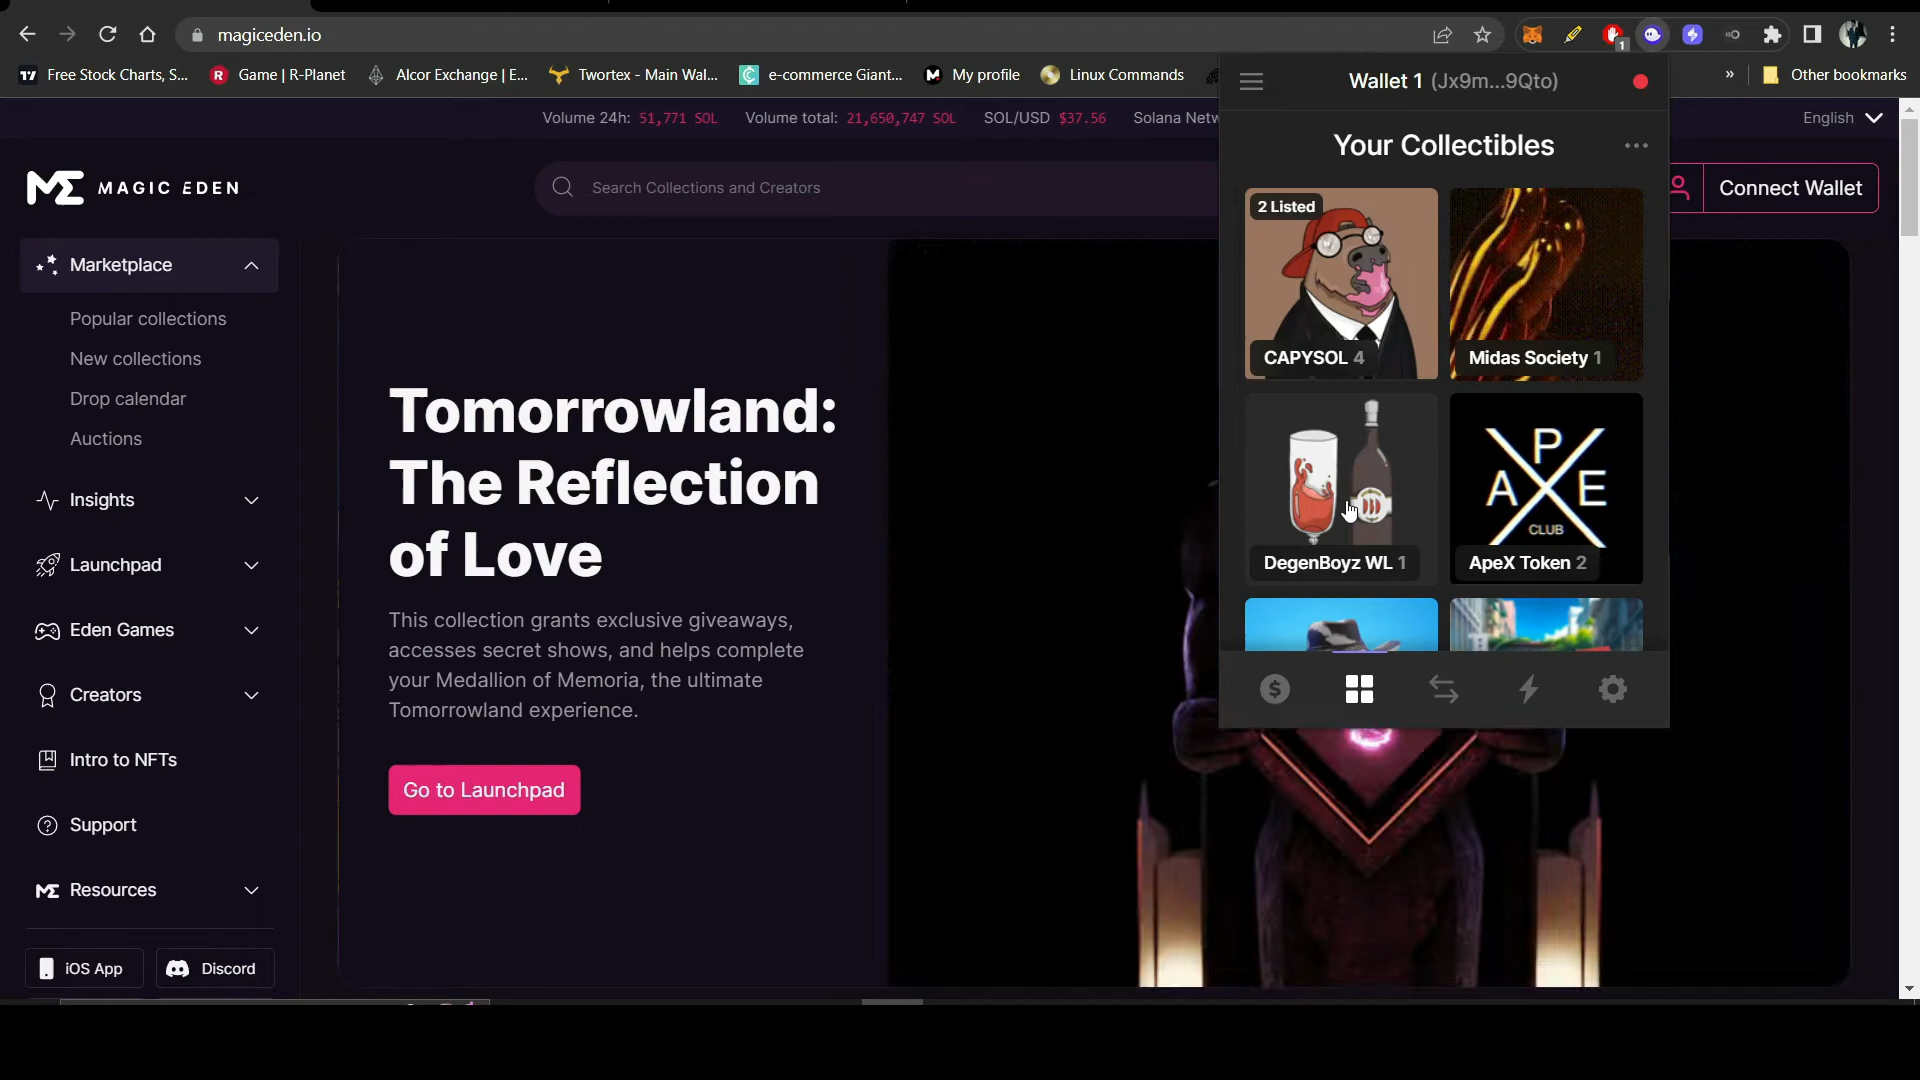 magiceden.io
1
Free Stock Charts, S...
Game | R-Planet
Alcor Exchange | E...
Twortex - Main Wal...
e-commerce Giant...
My profile
Linux Commands
»
Other bookmarks
Volume 24h: 51,771 SOL
Volume total: 21,650,747 SOL
SOL/USD $37.56
Solana Netw
English
MAGIC EDEN
Search Collections and Creators
Connect Wallet
Marketplace
Popular collections
New collections
Drop calendar
Auctions
Insights
Launchpad
Eden Games
Creators
Intro to NFTs
Support
Resources
iOS App
Discord
Tomorrowland:
The Reflection
of Love
This collection grants exclusive giveaways,
accesses secret shows, and helps complete
your Medallion of Memoria, the ultimate
Tomorrowland experience.
Go to Launchpad
Wallet 1 (Jx9m...9Qto)
Your Collectibles
2 Listed
CAPYSOL 4
Midas Society 1
DegenBoyz WL 1
APE
CLUB
ApeX Token 2